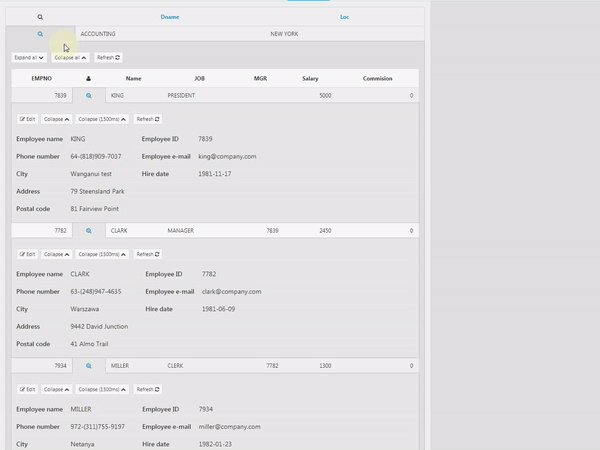 Dname Loc
ACCOUNTING NEW YORK
Expand all Collapse all Refresh
EMPNO Name JOB MGR Salary Commision
7839 KING PRESIDENT 5000 0
Edit Collapse Collapse (1500ms) Refresh
Employee name KING Employee ID 7839
Phone number 64-(818)909-7037 Employee e-mail king@company.com
City Wanganui test Hire date 1981-11-17
Address 79 Steensland Park
Postal code 81 Fairview Point
7782 CLARK MANAGER 7839 2450 0
Edit Collapse Collapse (1500ms) Refresh
Employee name CLARK Employee ID 7782
Phone number 63-(248)947-4635 Employee e-mail clark@company.com
City Warszawa Hire date 1981-06-09
Address 9442 David Junction
Postal code 41 Almo Trail
7934 MILLER CLERK 7782 1300 0
Edit Collapse Collapse (1500ms) Refresh
Employee name MILLER Employee ID 7934
Phone number 972-(311)755-9197 Employee e-mail miller@company.com
City Netanya Hire date 1982-01-23